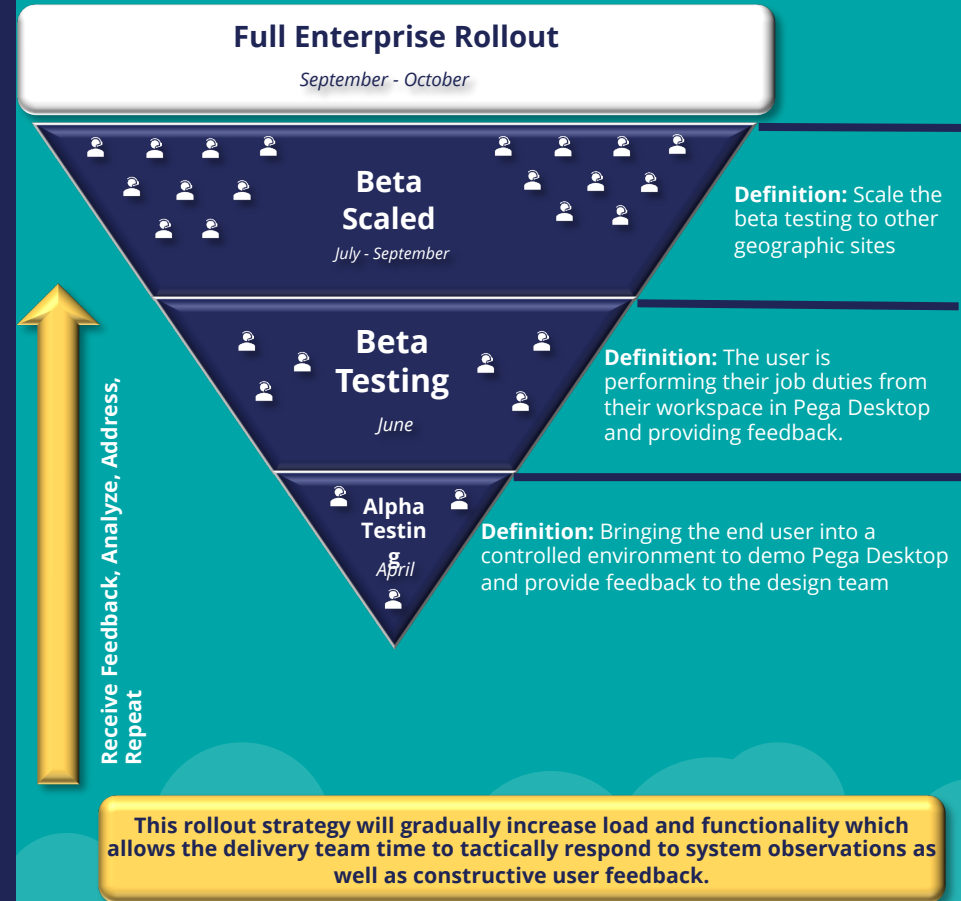 Full Enterprise Rollout
September - October
Beta
Scaled
July - September
Definition: Scale the
beta testing to other
geographic sites
Beta
Testing
June
Definition: The user is
performing their job duties from
their workspace in Pega Desktop
and providing feedback.
Alpha
Testin
g
April
Definition: Bringing the end user into a
controlled environment to demo Pega Desktop
and provide feedback to the design team
Receive Feedback, Analyze, Address,
Repeat
This rollout strategy will gradually increase load and functionality which
allows the delivery team time to tactically respond to system observations as
well as constructive user feedback.